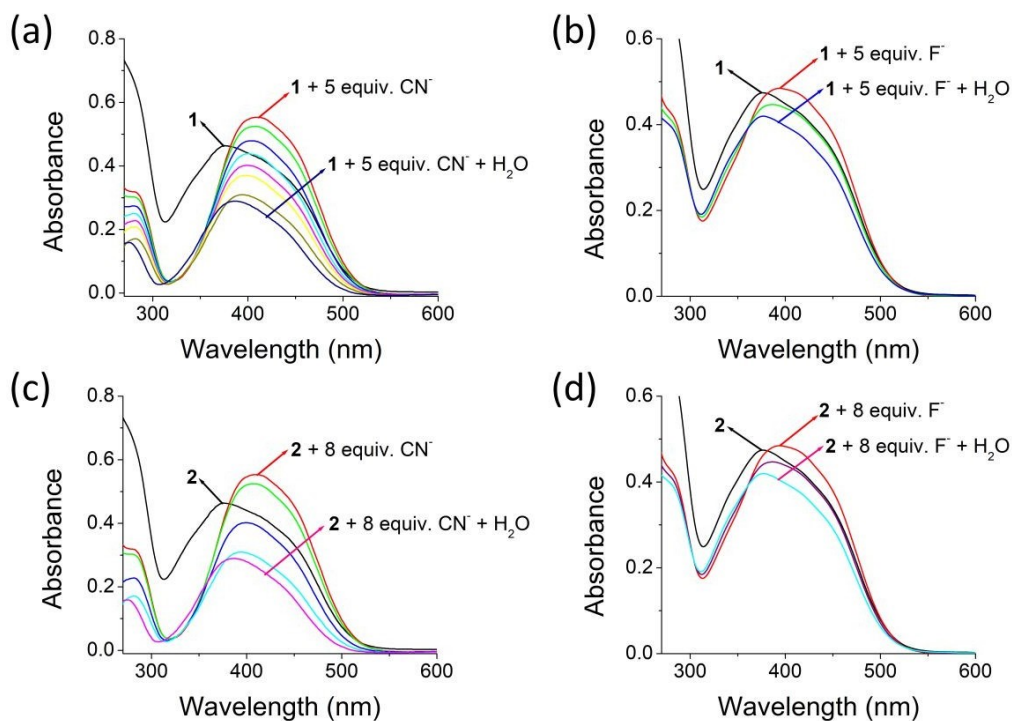 (a)
0.8
0.6
0.4
0.2
0.0
Absorbance
1 + 5 equiv. CN⁻
1
1 + 5 equiv. CN⁻ + H₂O
300 400 500 600
Wavelength (nm)
(b)
0.6
0.4
0.2
0.0
Absorbance
1 + 5 equiv. F⁻
1
1 + 5 equiv. F⁻ + H₂O
300 400 500 600
Wavelength (nm)
(c)
0.8
0.6
0.4
0.2
0.0
Absorbance
2 + 8 equiv. CN⁻
2
2 + 8 equiv. CN⁻ + H₂O
300 400 500 600
Wavelength (nm)
(d)
0.6
0.4
0.2
0.0
Absorbance
2 + 8 equiv. F⁻
2
2 + 8 equiv. F⁻ + H₂O
300 400 500 600
Wavelength (nm)